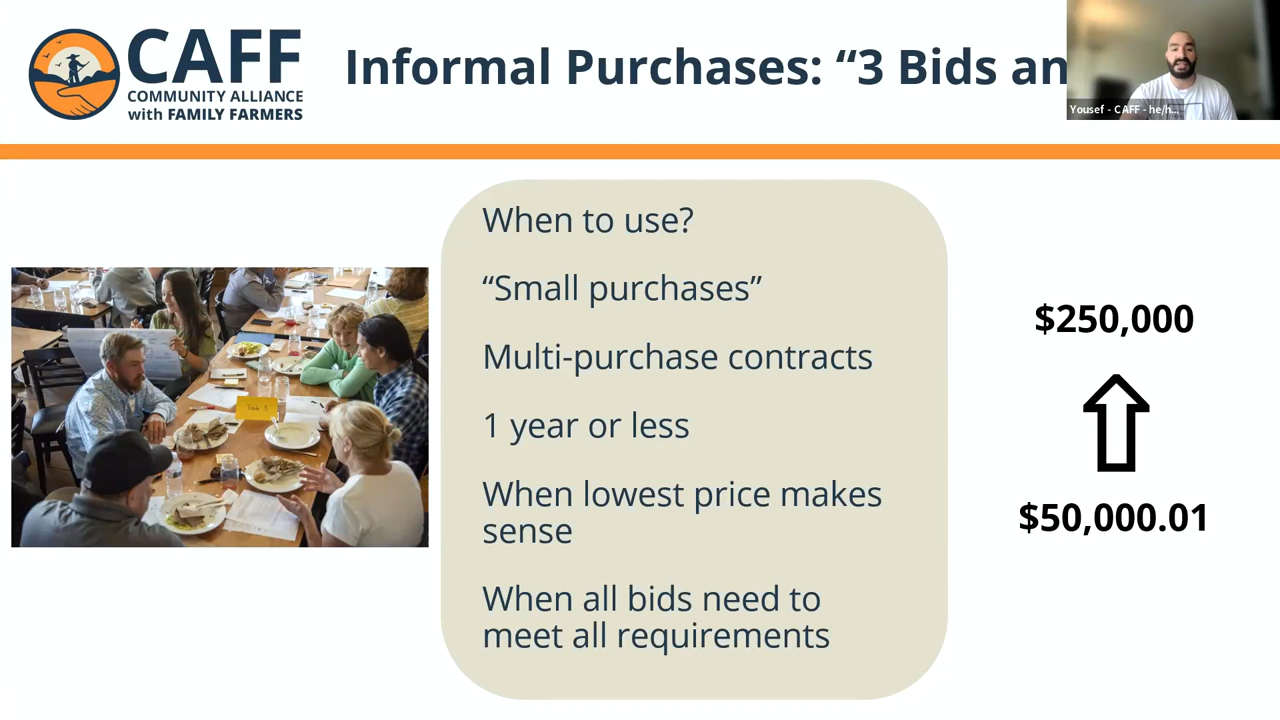 CAFF
COMMUNITY ALLIANCE
with FAMILY FARMERS
Informal Purchases: “3 Bids an
Yousef - CAFF - he/h...
When to use?
“Small purchases”
Multi-purchase contracts
1 year or less
When lowest price makes
sense
When all bids need to
meet all requirements
$250,000
$50,000.01